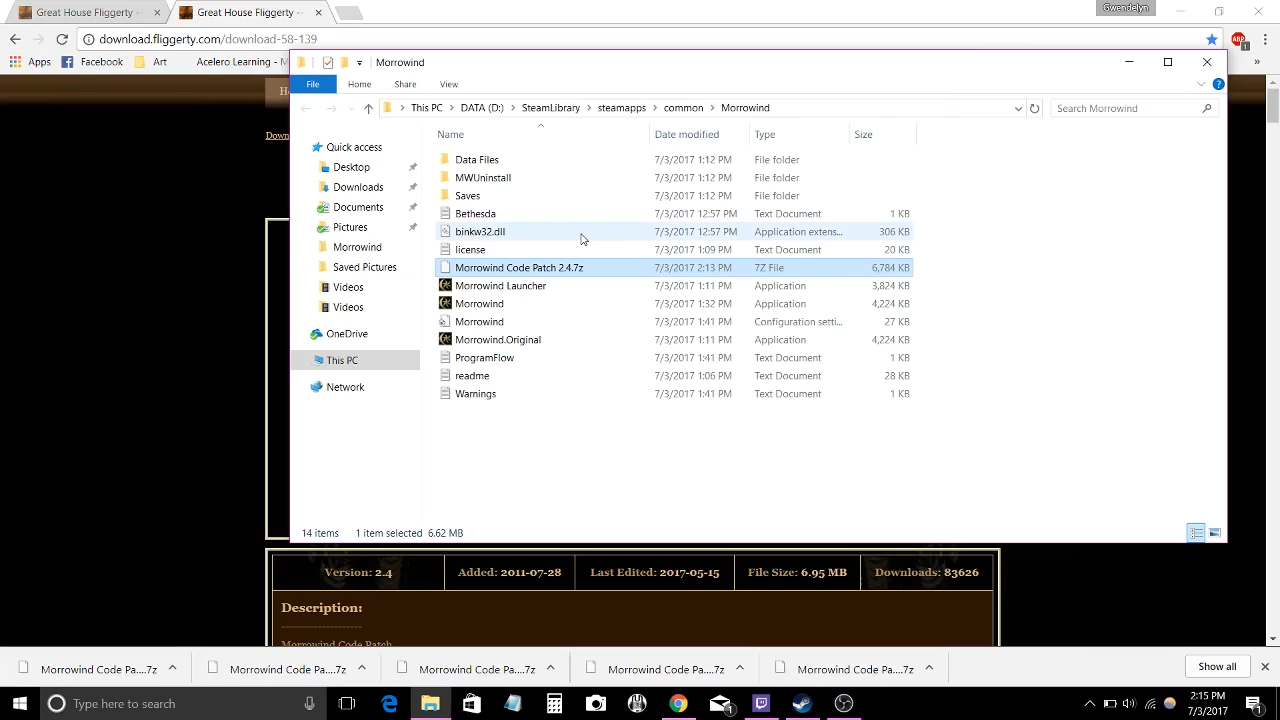 Great House Fliggerty -
Great House Fliggerty -
Gwendelyn
download.fliggerty.com/download-58-139
ABP
1
Apps
Facebook
Art
Acelero Learning - M
Morrowind
File
Home
Share
View
This PC > DATA (D:) > SteamLibrary > steamapps > common > Morrowind
Search Morrowind
Name
Date modified
Type
Size
Quick access
Desktop
Downloads
Documents
Pictures
Morrowind
Saved Pictures
Videos
Videos
OneDrive
This PC
Network
Data Files 7/3/2017 1:12 PM File folder
MWUninstall 7/3/2017 1:12 PM File folder
Saves 7/3/2017 1:12 PM File folder
Bethesda 7/3/2017 12:57 PM Text Document 1 KB
binkw32.dll 7/3/2017 12:57 PM Application extens... 306 KB
license 7/3/2017 1:09 PM Text Document 20 KB
Morrowind Code Patch 2.4.7z 7/3/2017 2:13 PM 7Z File 6,784 KB
Morrowind Launcher 7/3/2017 1:11 PM Application 3,824 KB
Morrowind 7/3/2017 1:32 PM Application 4,224 KB
Morrowind 7/3/2017 1:41 PM Configuration setti... 27 KB
Morrowind.Original 7/3/2017 1:11 PM Application 4,224 KB
ProgramFlow 7/3/2017 1:41 PM Text Document
readme 7/3/2017 1:06 PM Text Document 28 KB
Warnings 7/3/2017 1:41 PM Text Document 1 KB
14 items 1 item selected 6.62 MB
H
Down
Version: 2.4
Added: 2011-07-28
Last Edited: 2017-05-15
File Size: 6.95 MB
Downloads: 83626
Description:
--------------------
Morrowind Code Patch
Morrowind Code Pa....7z
Morrowind Code Pa....7z
Morrowind Code Pa....7z
Morrowind Code Pa....7z
Morrowind Code Pa....7z
Show all
Type here to search
2:15 PM
7/3/2017